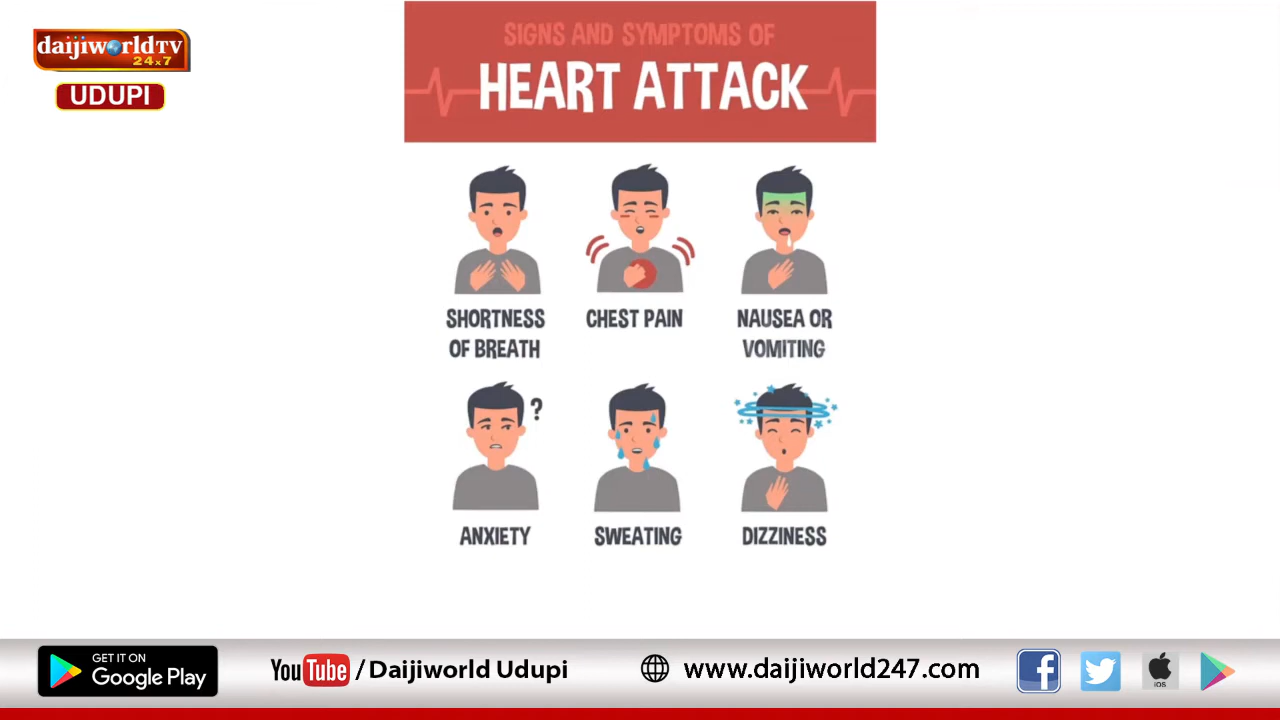 daijiworldTV
24x7
UDUPI
SIGNS AND SYMPTOMS OF
HEART ATTACK
SHORTNESS
OF BREATH
CHEST PAIN
NAUSEA OR
VOMITING
?
ANXIETY
SWEATING
DIZZINESS
GET IT ON
Google Play
YouTube / Daijiworld Udupi
www.daijiworld247.com
f
iOS